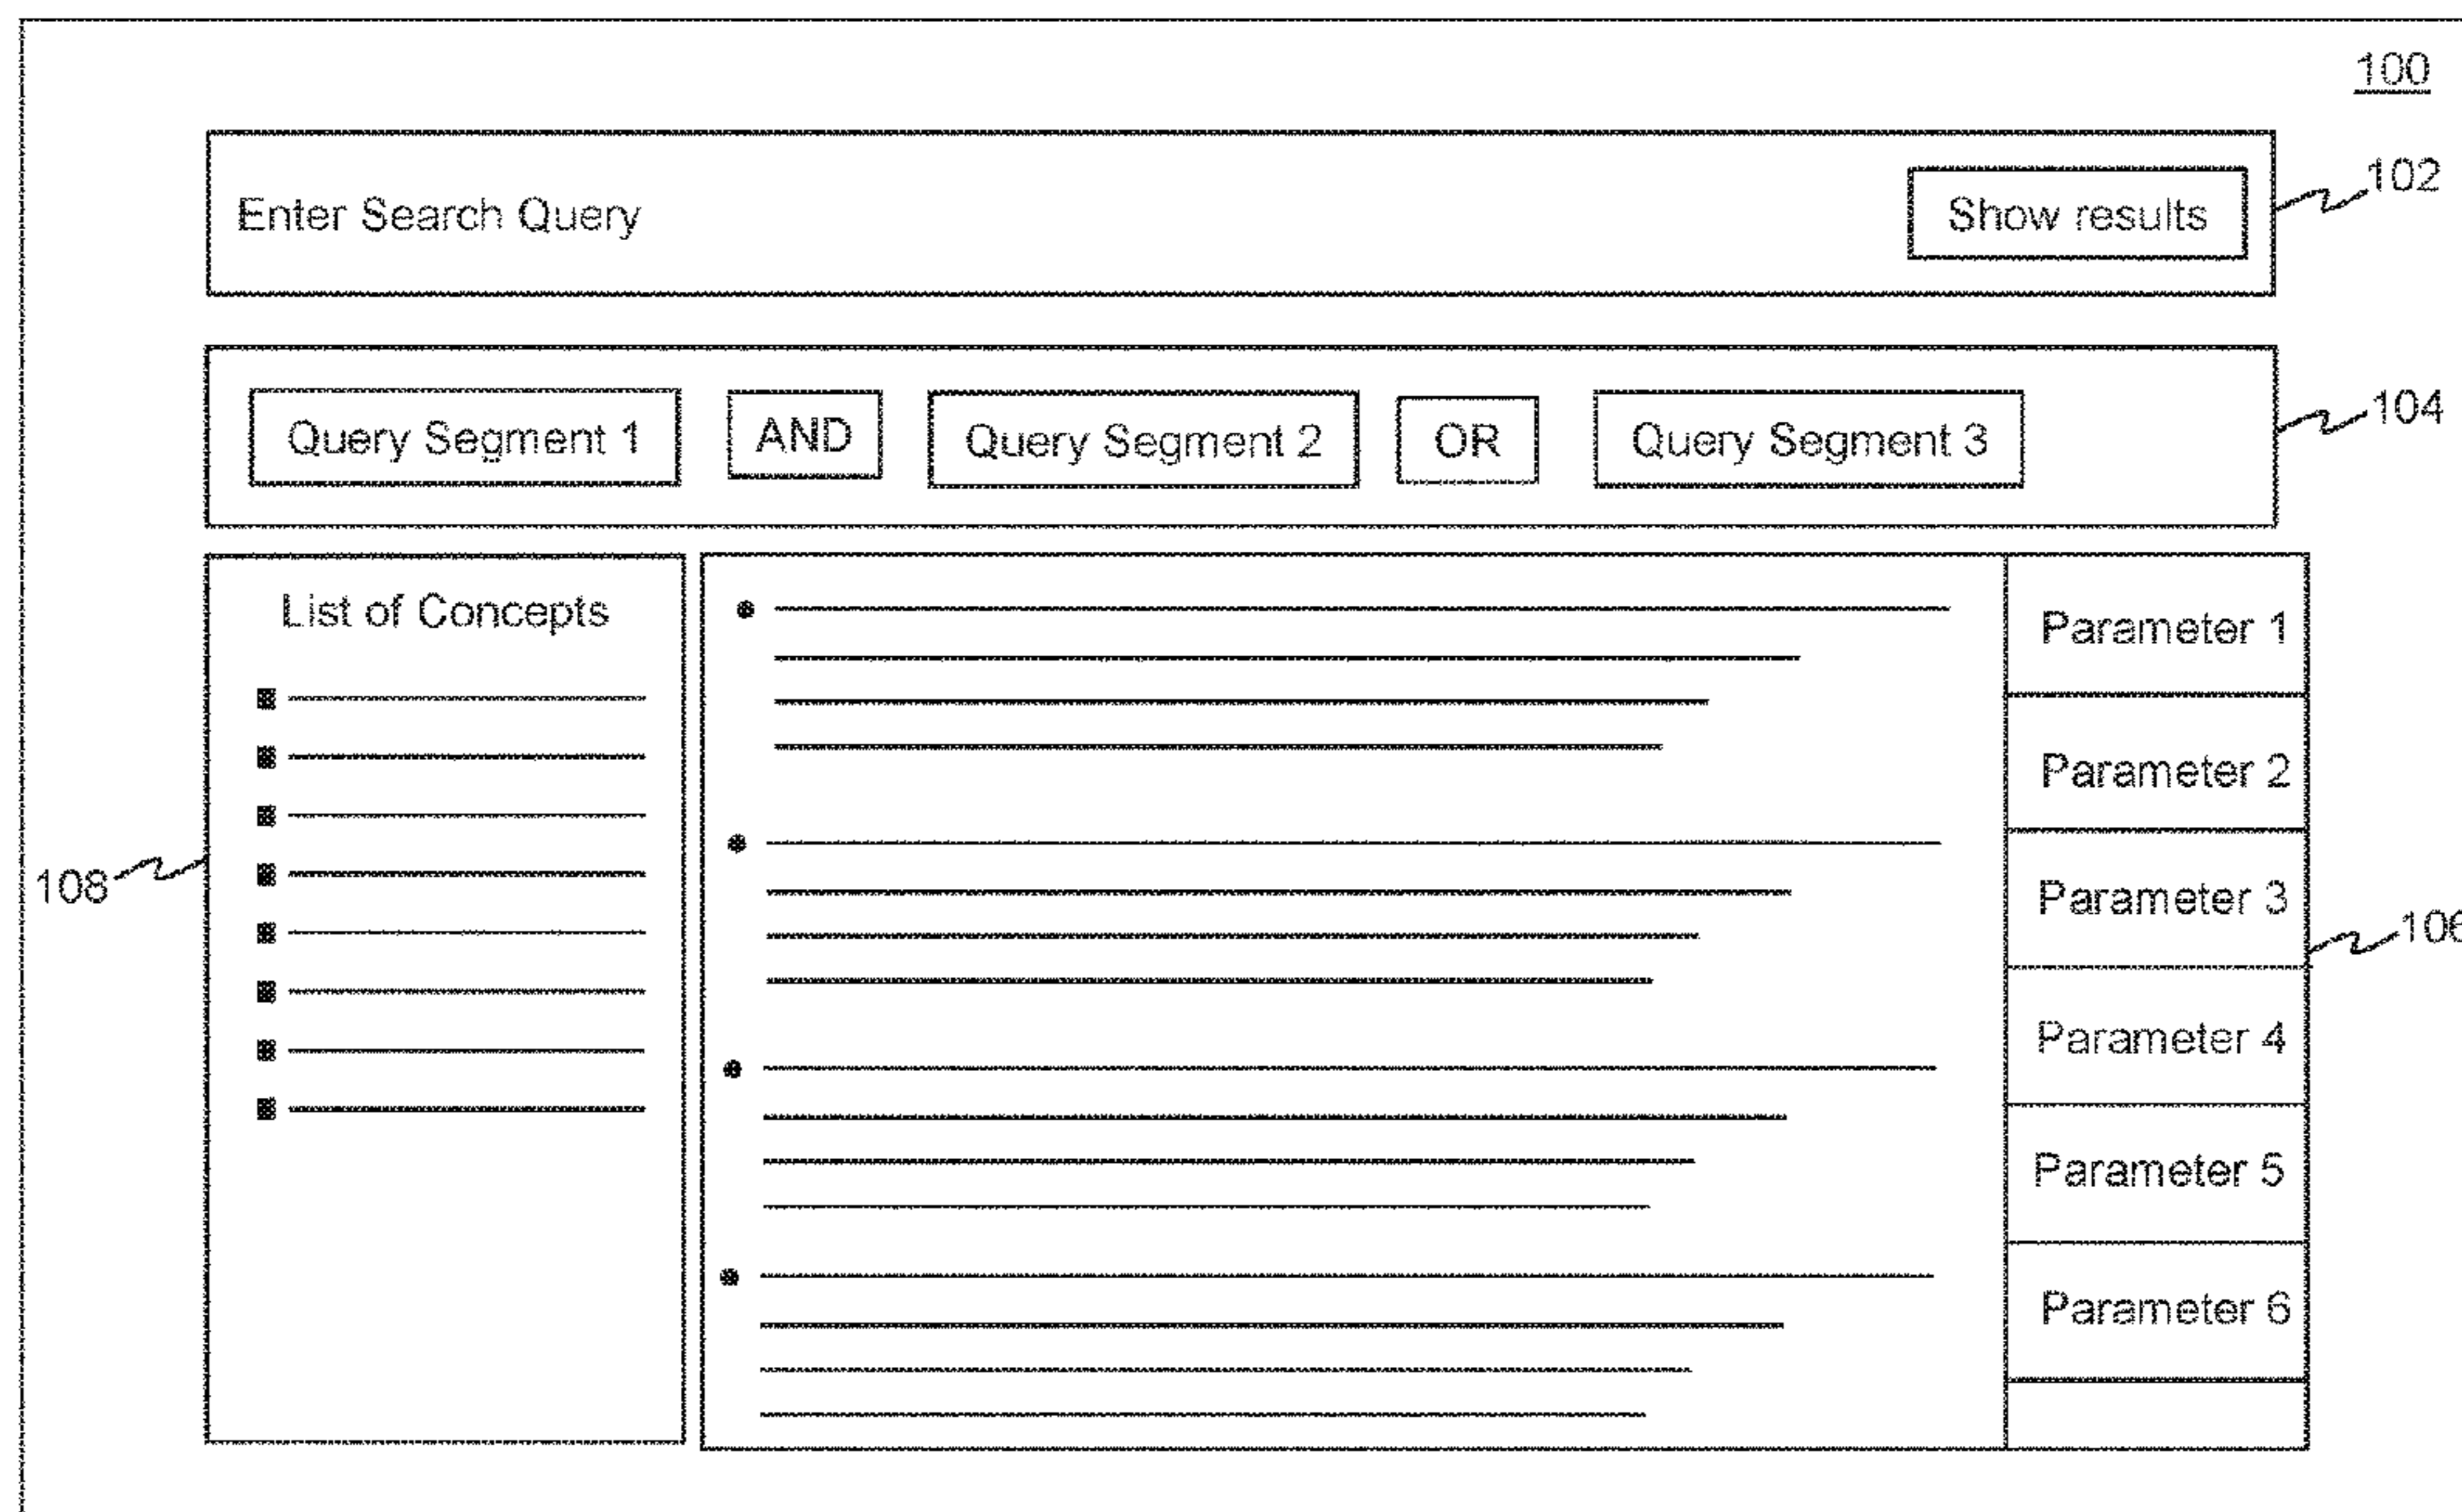 100
Enter Search Query
Show results
102
Query Segment 1
AND
Query Segment 2
OR
Query Segment 3
104
List of Concepts
108
Parameter 1
Parameter 2
Parameter 3
Parameter 4
Parameter 5
Parameter 6
106